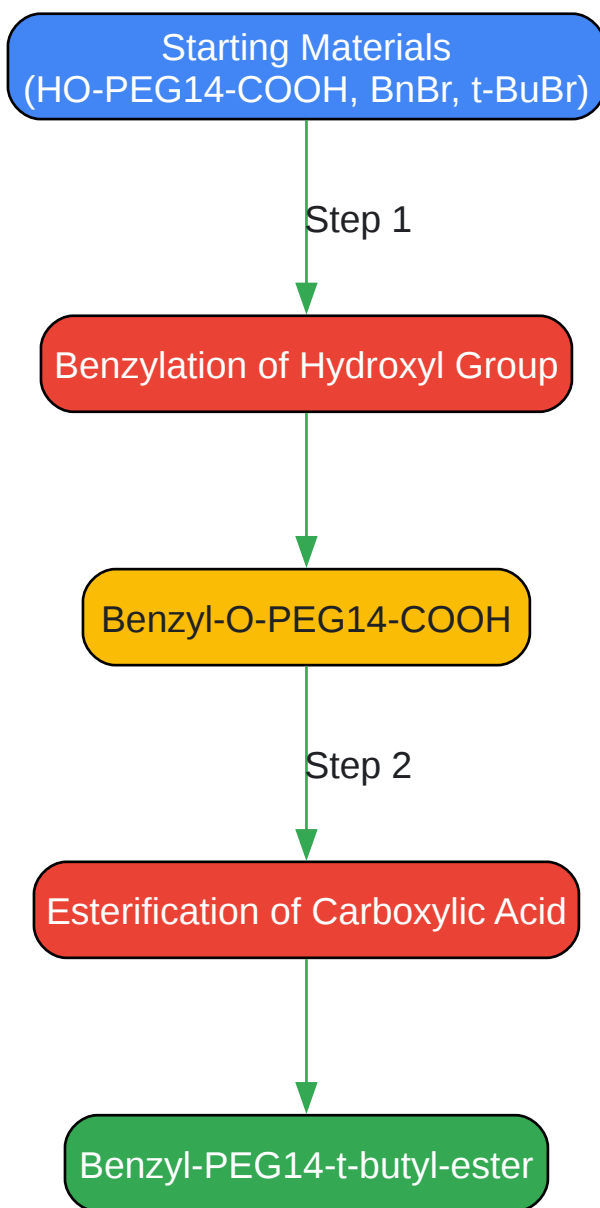 Starting Materials
(HO-PEG14-COOH, BnBr, t-BuBr)
Step 1
Benzylation of Hydroxyl Group
Benzyl-O-PEG14-COOH
Step 2
Esterification of Carboxylic Acid
Benzyl-PEG14-t-butyl-ester